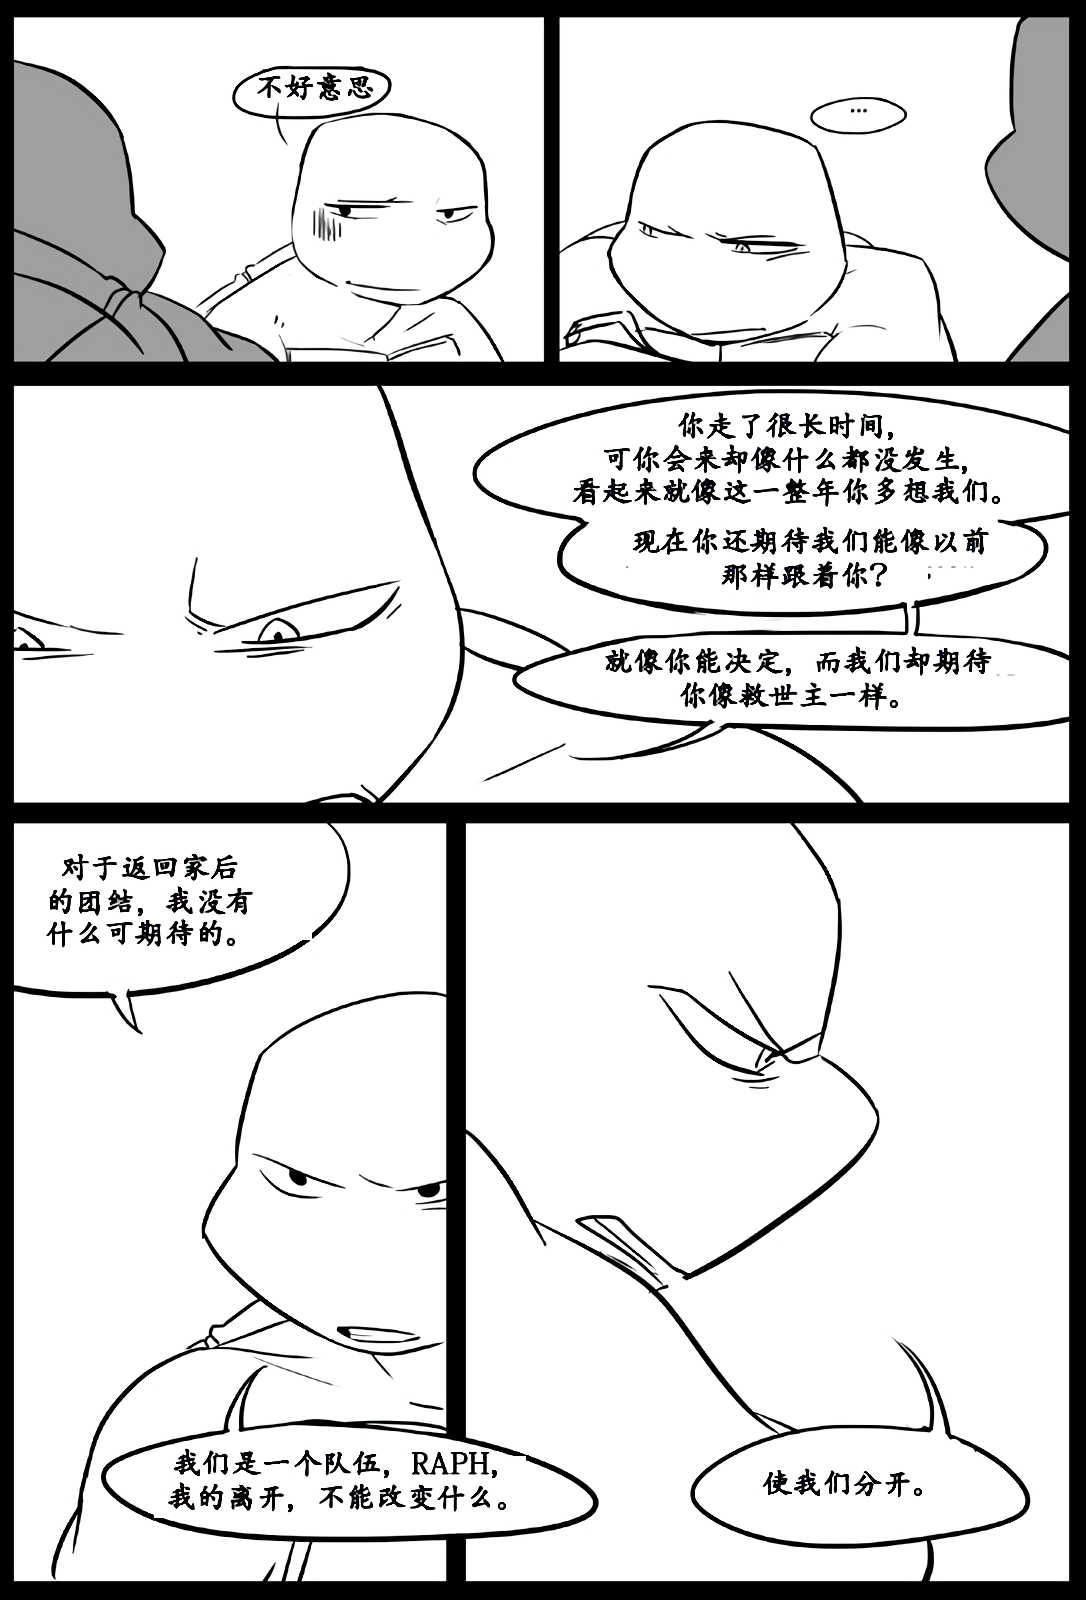 不好意思
…
你走了很长时间,
可你会来却像什么都没发生,
看起来就像这一整年你多想我们。
现在你还期待我们能像以前
那样跟着你?
就像你能决定, 而我们却期待
你像救世主一样。
对于返回家后
的团结, 我没有
什么可期待的。
我们是一个队伍, RAPH,
我的离开, 不能改变什么。
使我们分开。